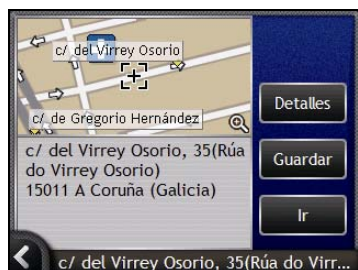 c/ del Virrey Osorio
c/ de Gregorio Hernández
c/ del Virrey Osorio, 35(Rúa
do Virrey Osorio)
15011 A Coruña (Galicia)
Detalles
Guardar
Ir
c/ del Virrey Osorio, 35(Rúa do Virr...